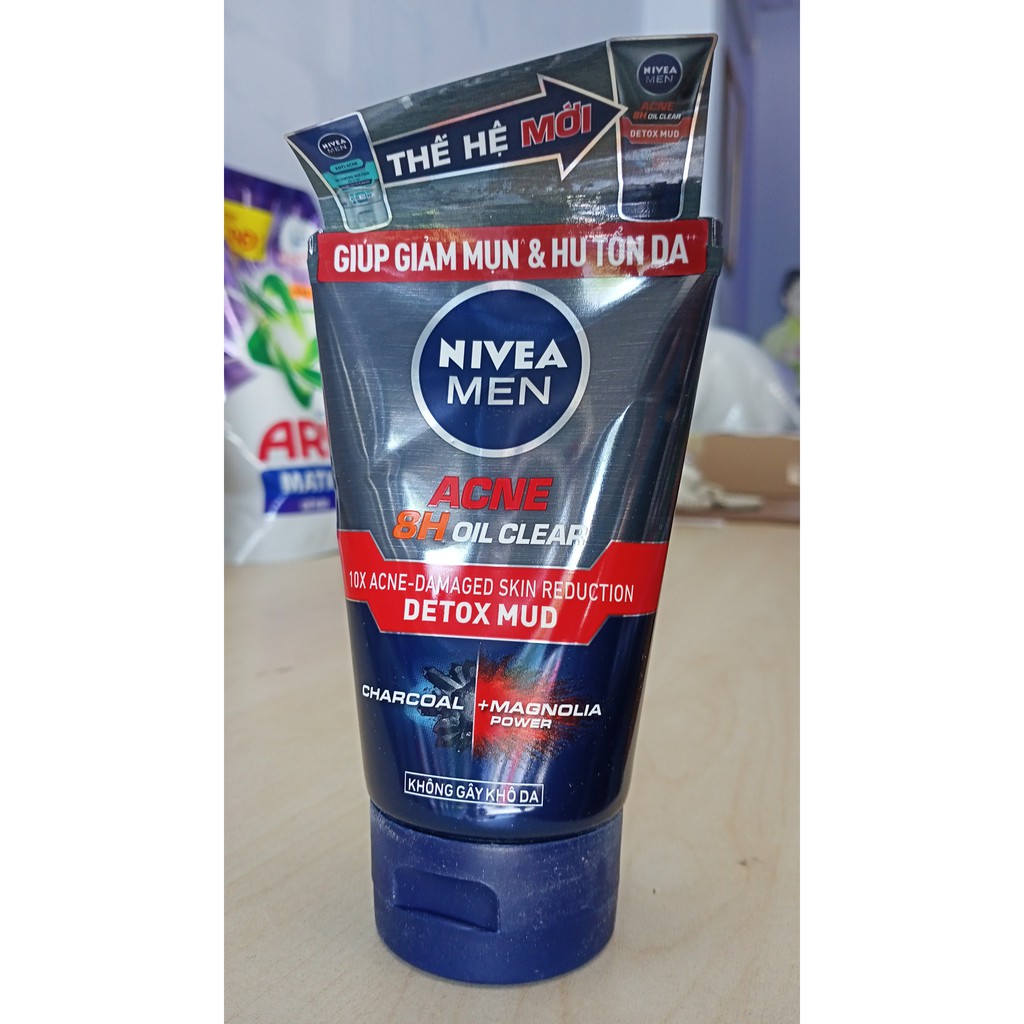 NIVEA
MEN
ACNE
8H OIL CLEAR
DETOX MUD
NIVEA
MEN
THẾ HỆ MỚI
GIÚP GIẢM MỤN^ & HƯ TỔN DA++
NIVEA
MEN
ACNE
8H OIL CLEAR
10X ACNE-DAMAGED SKIN REDUCTION
DETOX MUD
CHARCOAL +MAGNOLIA
POWER
KHÔNG GÂY KHÔ DA